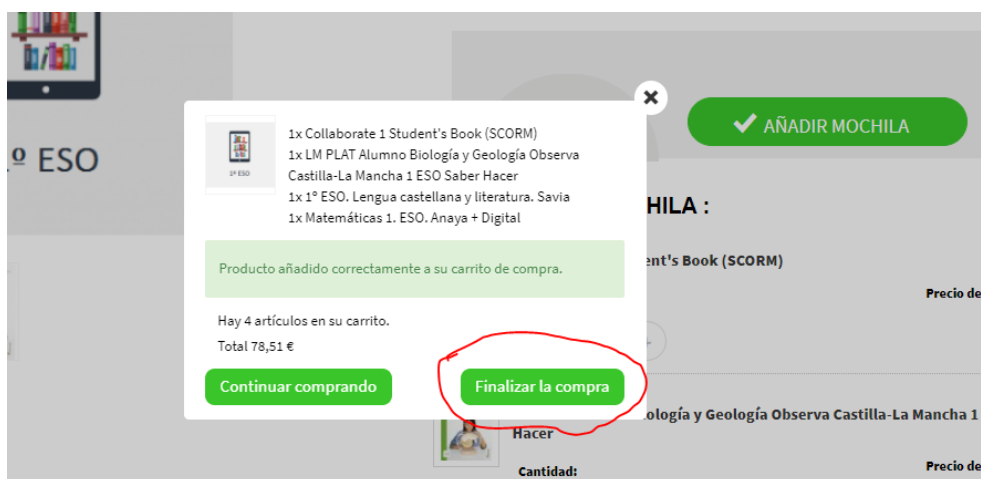 1x Collaborate 1 Student's Book (SCORM)
1x LM PLAT Alumno Biología y Geología Observa
Castilla-La Mancha 1 ESO Saber Hacer
1x 1º ESO. Lengua castellana y literatura. Savia
1x Matemáticas 1. ESO. Anaya + Digital
1º ESO
Producto añadido correctamente a su carrito de compra.
Hay 4 artículos en su carrito.
Total 78,51 €
Continuar comprando
Finalizar la compra
º ESO
AÑADIR MOCHILA
HILA :
ent's Book (SCORM)
Precio de
ología y Geología Observa Castilla-La Mancha 1
Hacer
Cantidad:
Precio de